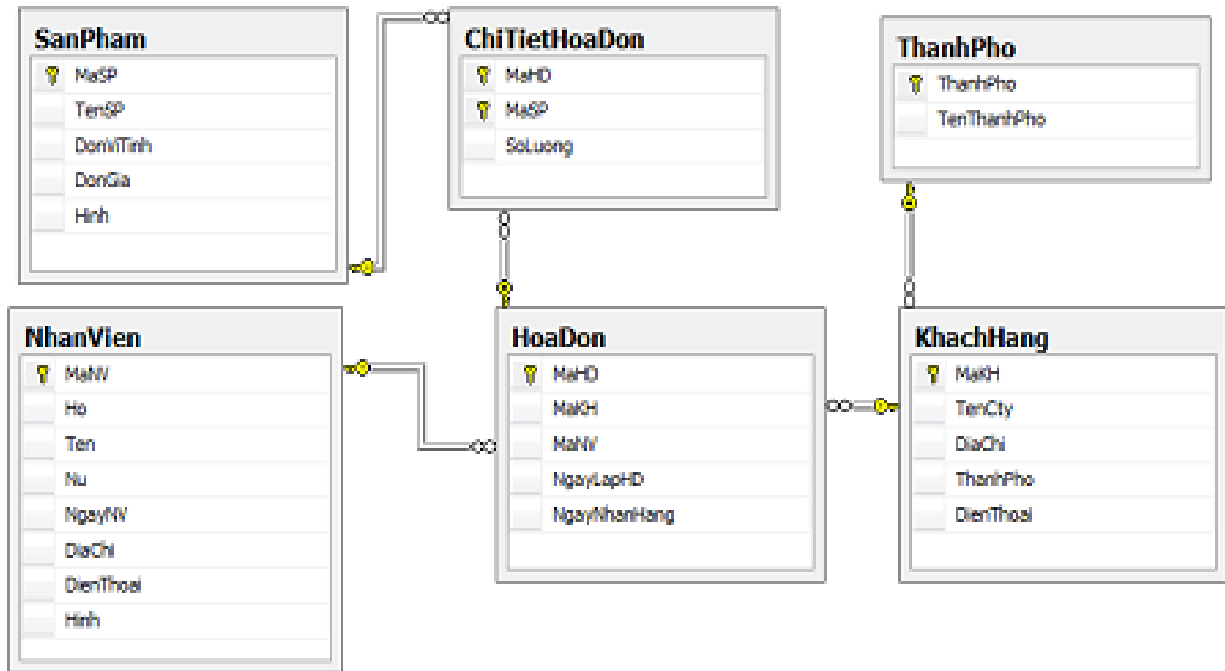 SanPham
MaSP
TenSP
DonViTinh
DonGia
Hinh
ChiTietHoaDon
MaHD
MaSP
SoLuong
ThanhPho
ThanhPho
TenThanhPho
NhanVien
MaNV
Ho
Ten
Nu
NgayNV
DiaChi
DienThoai
Hinh
HoaDon
MaHD
MaKH
MaNV
NgayLapHD
NgayNhanHang
KhachHang
MaKH
TenCty
DiaChi
ThanhPho
DienThoai